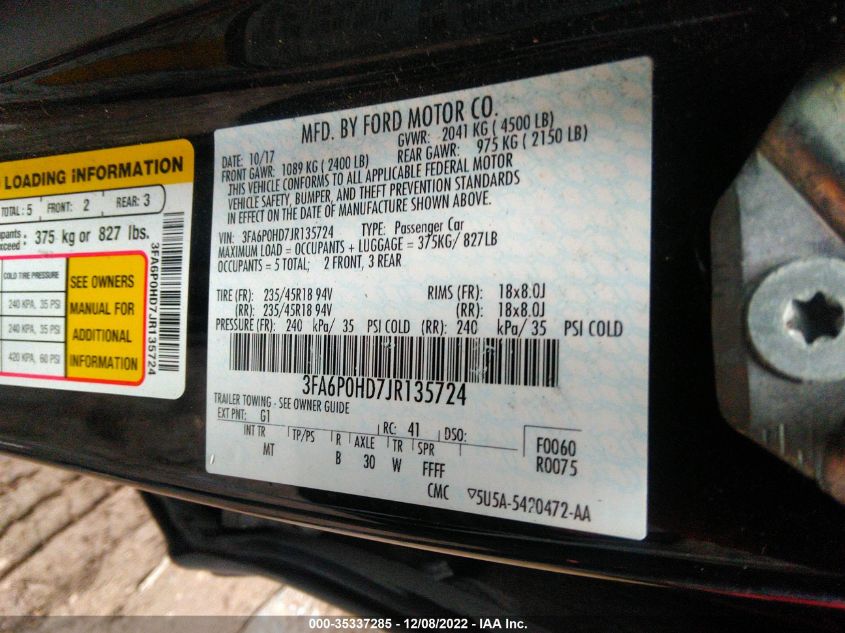 LOADING INFORMATION
TOTAL: 5 FRONT: 2 REAR: 3
375 kg or 827 lbs.
COLD TIRE PRESSURE
240 KPA, 35 PSI
240 KPA, 35 PSI
420 KPA, 60 PSI
SEE OWNERS
MANUAL FOR
ADDITIONAL
INFORMATION
3FA6P0HD7JR135724
MFD. BY FORD MOTOR CO.
DATE: 10/17 GVWR: 2041 KG ( 4500 LB)
FRONT GAWR: 1089 KG ( 2400 LB) REAR GAWR: 975 KG ( 2150 LB)
THIS VEHICLE CONFORMS TO ALL APPLICABLE FEDERAL MOTOR
VEHICLE SAFETY, BUMPER, AND THEFT PREVENTION STANDARDS
IN EFFECT ON THE DATE OF MANUFACTURE SHOWN ABOVE.
VIN: 3FA6P0HD7JR135724 TYPE: Passenger Car
MAXIMUM LOAD = OCCUPANTS + LUGGAGE = 375KG/ 827LB
OCCUPANTS = 5 TOTAL; 2 FRONT, 3 REAR
TIRE (FR): 235/45R18 94V RIMS (FR): 18x8.0J
(RR): 235/45R18 94V (RR): 18x8.0J
PRESSURE (FR): 240 kPa/ 35 PSI COLD (RR): 240 kPa/ 35 PSI COLD
3FA6P0HD7JR135724
TRAILER TOWING - SEE OWNER GUIDE
EXT PNT: G1 RC: 41 DSO: F0060
INT TR TP/PS R AXLE TR SPR R0075
MT B 30 W FFFF
CMC ▽5U5A-5420472-AA
000-35337285 - 12/08/2022 - IAA Inc.